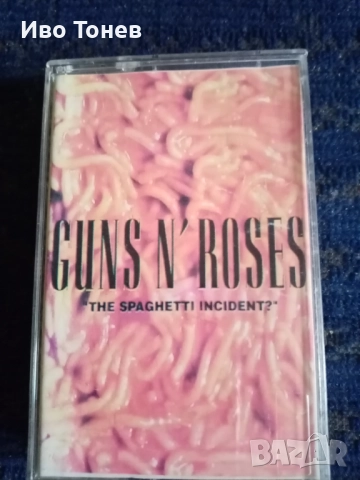 Иво Тонев
GUNS N' ROSES
"THE SPAGHETTI INCIDENT?"
BAZAR